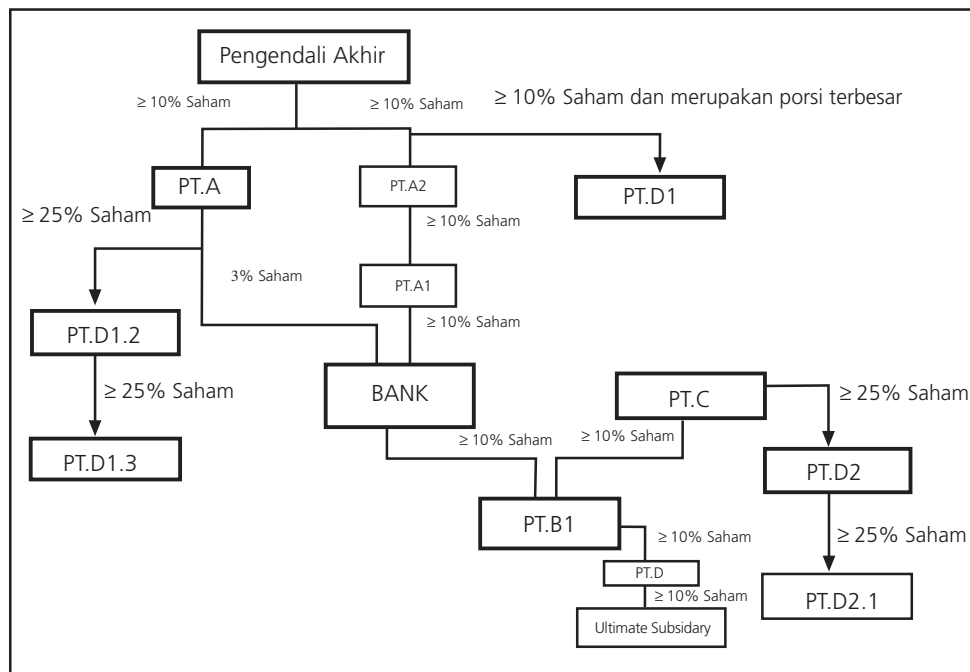 Pengendali Akhir
≥ 10% Saham
≥ 10% Saham
≥ 10% Saham dan merupakan porsi terbesar
PT.A
PT.A2
PT.D1
≥ 25% Saham
≥ 10% Saham
3% Saham
PT.A1
PT.D1.2
≥ 10% Saham
≥ 25% Saham
BANK
PT.C
≥ 25% Saham
PT.D1.3
≥ 10% Saham
≥ 10% Saham
PT.D2
PT.B1
≥ 10% Saham
≥ 25% Saham
PT.D
≥ 10% Saham
PT.D2.1
Ultimate Subsidary